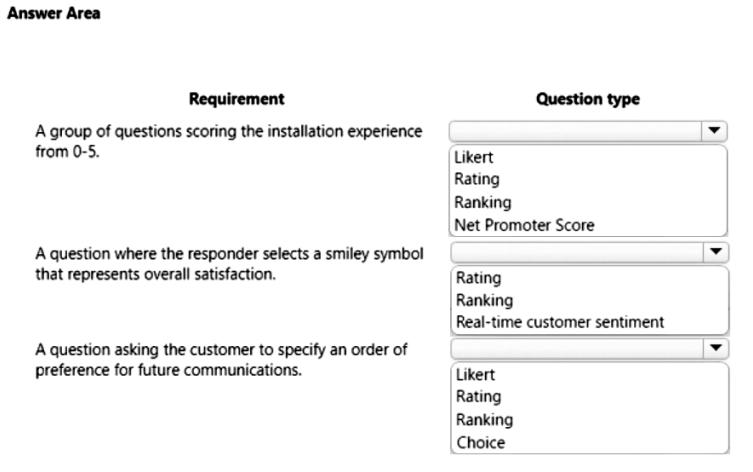 Answer Area
Requirement
Question type
A group of questions scoring the installation experience
from 0-5.
Likert
Rating
Ranking
Net Promoter Score
A question where the responder selects a smiley symbol
that represents overall satisfaction.
Rating
Ranking
Real-time customer sentiment
A question asking the customer to specify an order of
preference for future communications.
Likert
Rating
Ranking
Choice